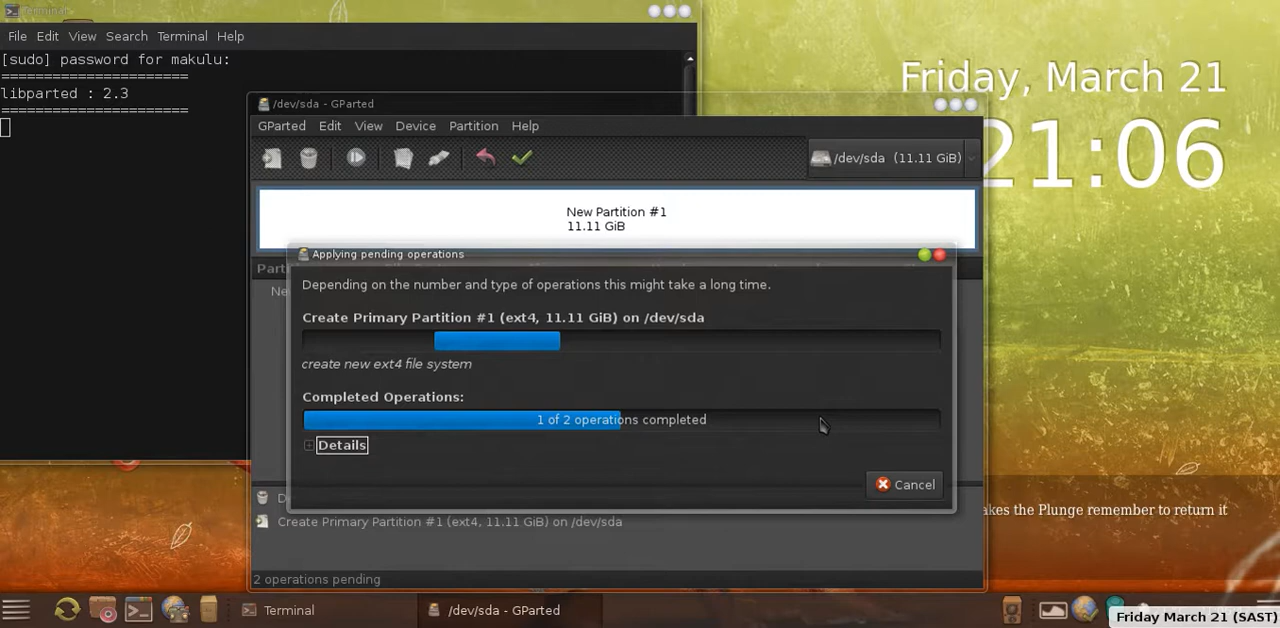 Terminal
File Edit View Search Terminal Help
[sudo] password for makulu:
======================
libparted : 2.3
======================
Friday, March 21
21:06
/dev/sda - GParted
GParted Edit View Device Partition Help
/dev/sda (11.11 GiB)
New Partition #1
11.11 GiB
Applying pending operations
Depending on the number and type of operations this might take a long time.
Create Primary Partition #1 (ext4, 11.11 GiB) on /dev/sda
create new ext4 file system
Completed Operations:
1 of 2 operations completed
Details
Cancel
Create Primary Partition #1 (ext4, 11.11 GiB) on /dev/sda
2 operations pending
akes the Plunge remember to return it
Terminal
/dev/sda - GParted
Friday March 21 (SAST)